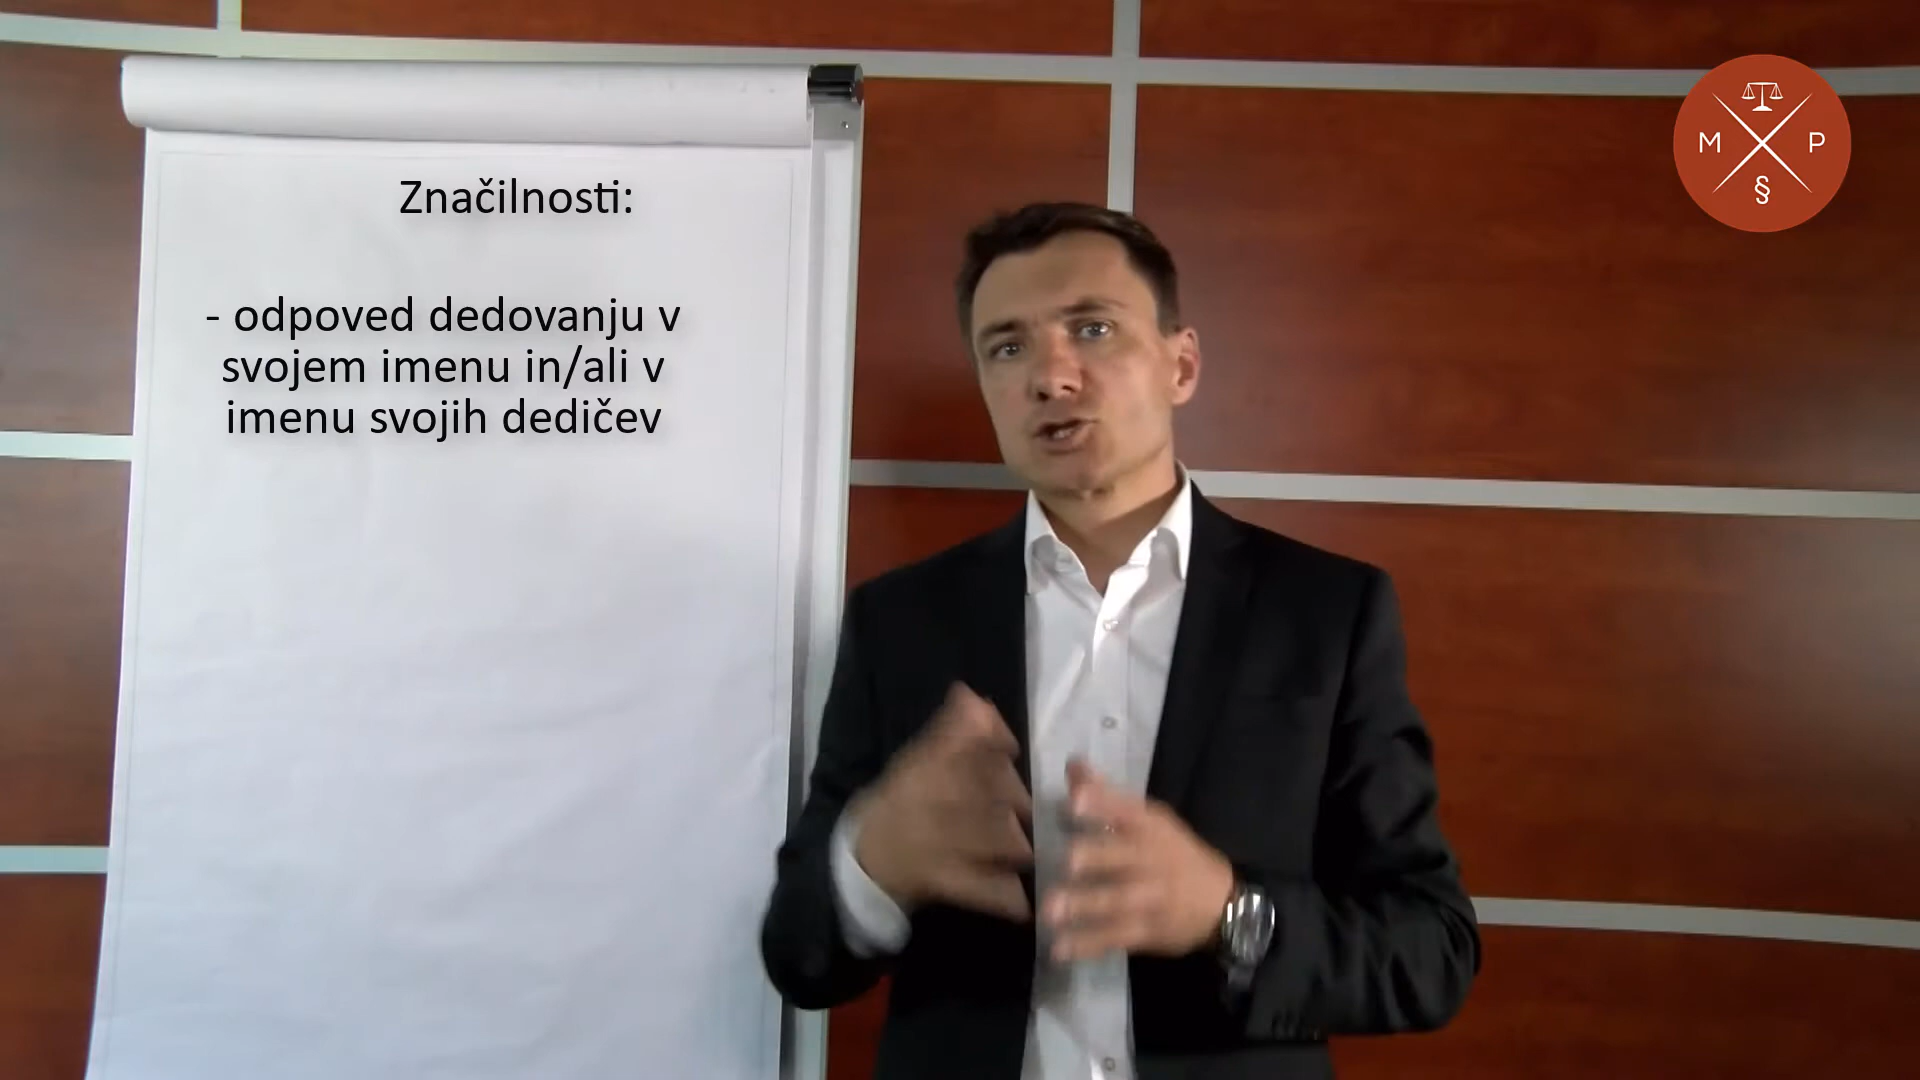 Značilnosti:
- odpoved dedovanju v
svojem imenu in/ali v
imenu svojih dedičev
M P
§